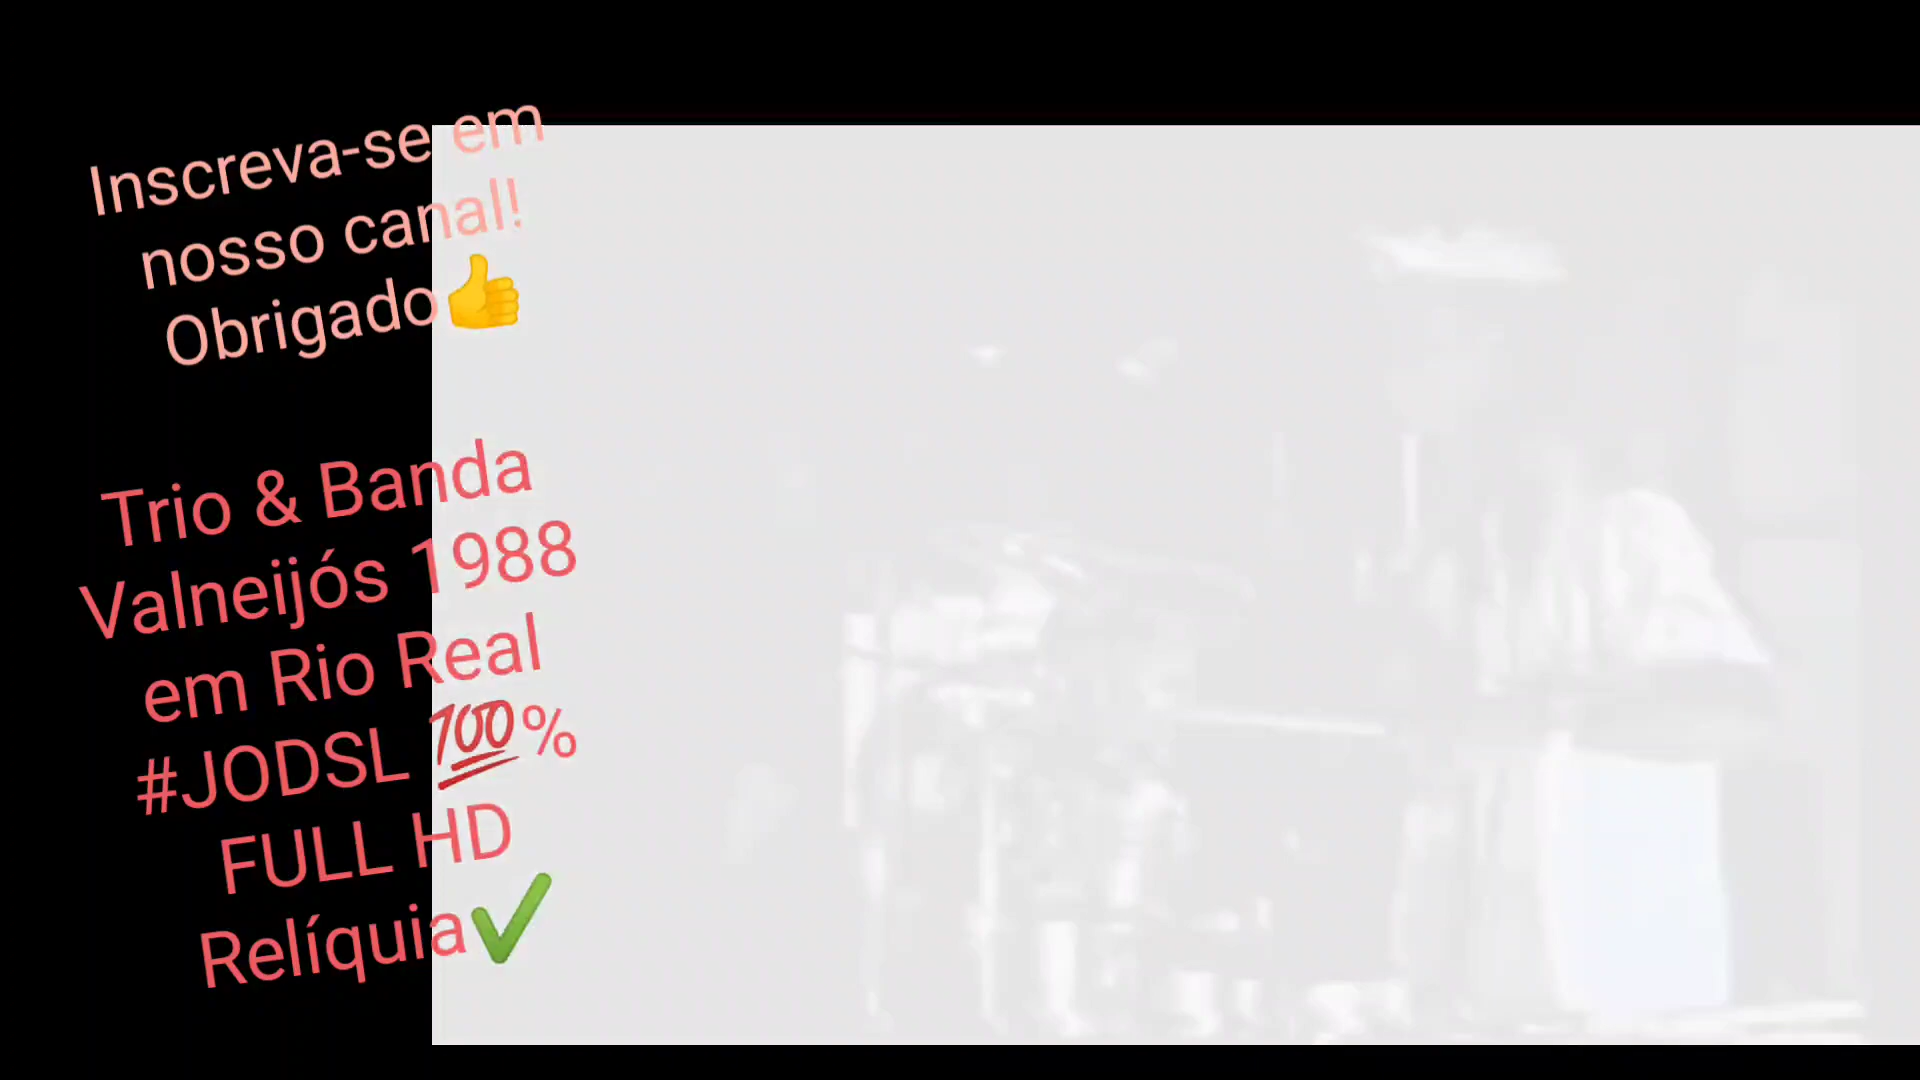 Inscreva-se em
nosso canal!
Obrigado👍
Trio & Banda
Valneijós 1988
em Rio Real
#JODSL 💯%
FULL HD
Relíquia✔